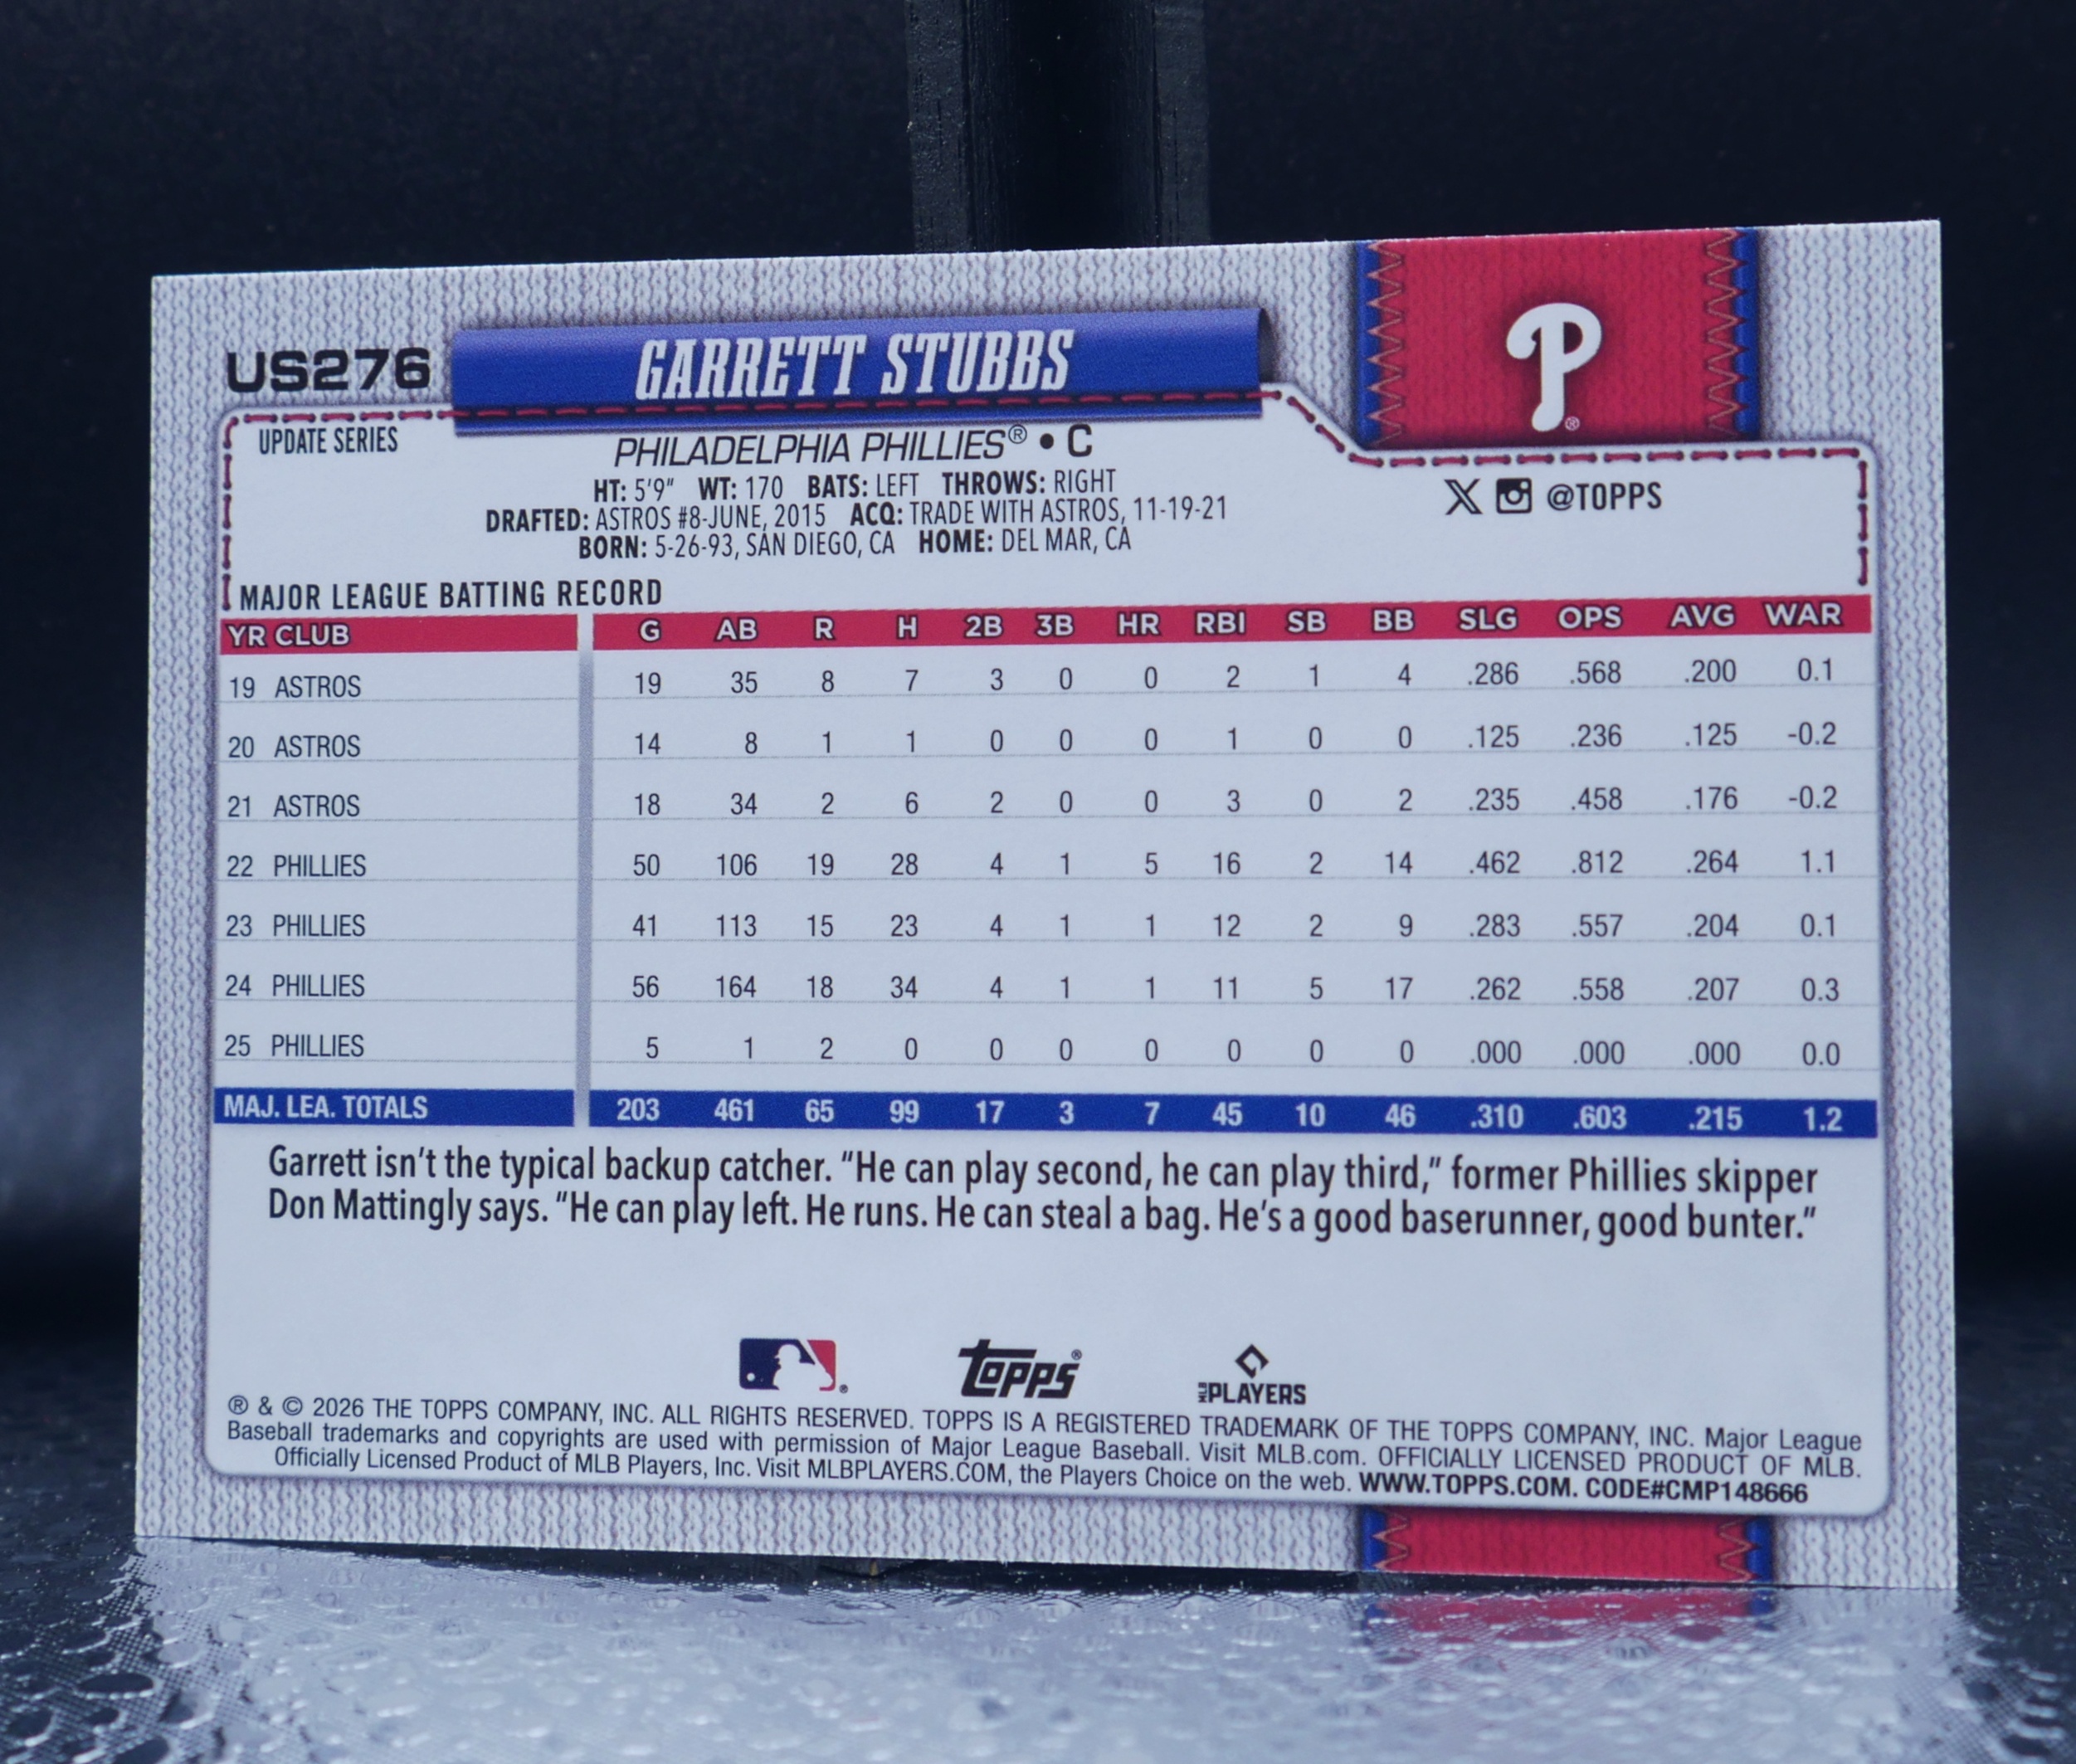 US276
GARRETT STUBBS
P®
UPDATE SERIES
PHILADELPHIA PHILLIES® • C
HT: 5'9" WT: 170 BATS: LEFT THROWS: RIGHT
DRAFTED: ASTROS #8-JUNE, 2015 ACQ: TRADE WITH ASTROS, 11-19-21
BORN: 5-26-93, SAN DIEGO, CA HOME: DEL MAR, CA
X @TOPPS
MAJOR LEAGUE BATTING RECORD
YR CLUB G AB R H 2B 3B HR RBI SB BB SLG OPS AVG WAR
19 ASTROS 19 35 8 7 3 0 0 2 1 4 .286 .568 .200 0.1
20 ASTROS 14 8 1 1 0 0 0 1 0 0 .125 .236 .125 -0.2
21 ASTROS 18 34 2 6 2 0 0 3 0 2 .235 .458 .176 -0.2
22 PHILLIES 50 106 19 28 4 1 5 16 2 14 .462 .812 .264 1.1
23 PHILLIES 41 113 15 23 4 1 1 12 2 9 .283 .557 .204 0.1
24 PHILLIES 56 164 18 34 4 1 1 11 5 17 .262 .558 .207 0.3
25 PHILLIES 5 1 2 0 0 0 0 0 0 0 .000 .000 .000 0.0
MAJ. LEA. TOTALS 203 461 65 99 17 3 7 45 10 46 .310 .603 .215 1.2
Garrett isn't the typical backup catcher. "He can play second, he can play third," former Phillies skipper
Don Mattingly says. "He can play left. He runs. He can steal a bag. He's a good baserunner, good bunter."
Topps®
MLB PLAYERS
® & © 2026 THE TOPPS COMPANY, INC. ALL RIGHTS RESERVED. TOPPS IS A REGISTERED TRADEMARK OF THE TOPPS COMPANY, INC. Major League
Baseball trademarks and copyrights are used with permission of Major League Baseball. Visit MLB.com. OFFICIALLY LICENSED PRODUCT OF MLB.
Officially Licensed Product of MLB Players, Inc. Visit MLBPLAYERS.COM, the Players Choice on the web. WWW.TOPPS.COM. CODE#CMP148666